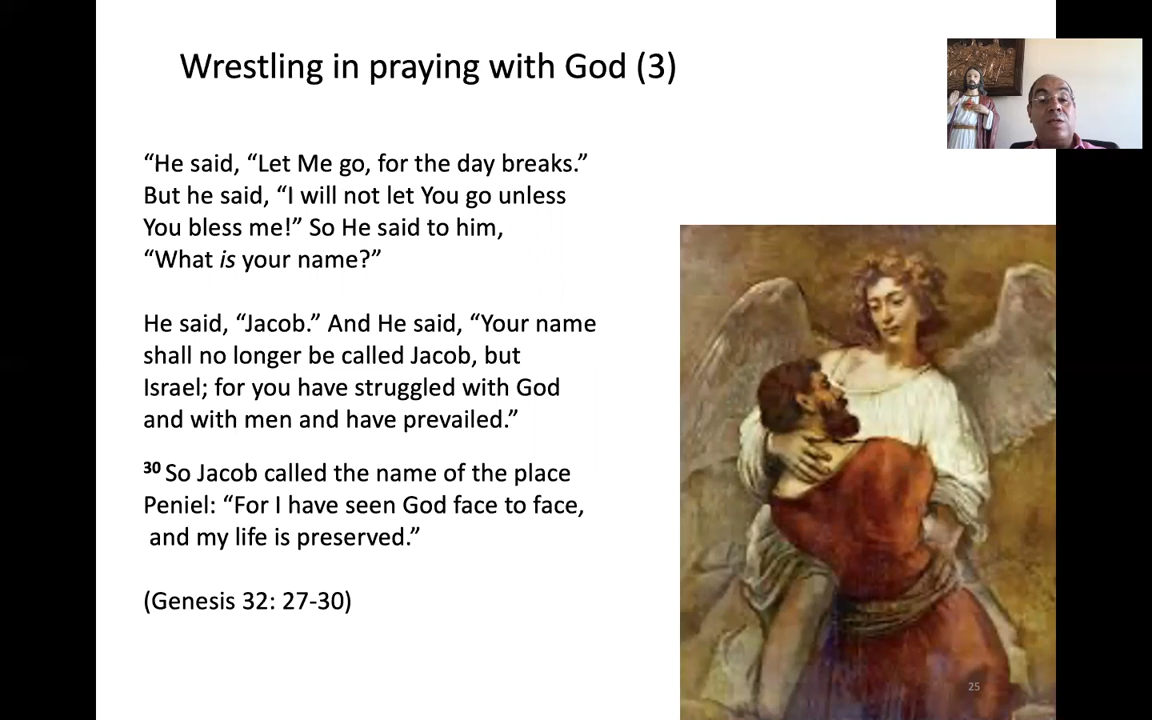 Wrestling in praying with God (3)
“He said, “Let Me go, for the day breaks.”
But he said, “I will not let You go unless
You bless me!” So He said to him,
“What is your name?”
He said, “Jacob.” And He said, “Your name
shall no longer be called Jacob, but
Israel; for you have struggled with God
and with men and have prevailed.”
30 So Jacob called the name of the place
Peniel: “For I have seen God face to face,
and my life is preserved.”
(Genesis 32: 27-30)
25